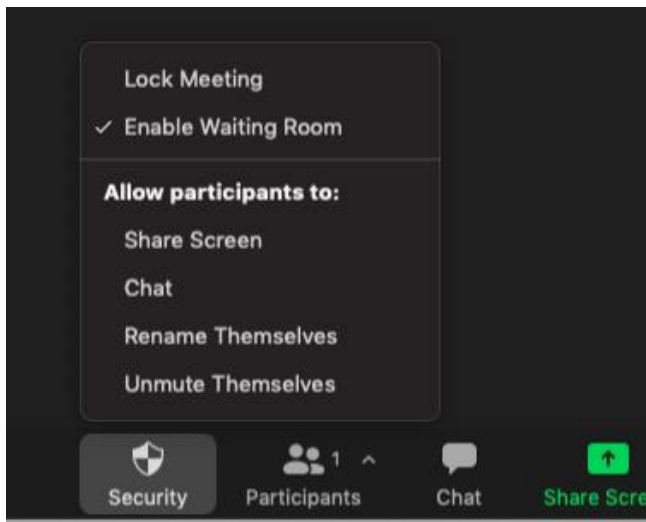 Lock Meeting
✓ Enable Waiting Room
Allow participants to:
Share Screen
Chat
Rename Themselves
Unmute Themselves
1
Security Participants Chat Share Scre